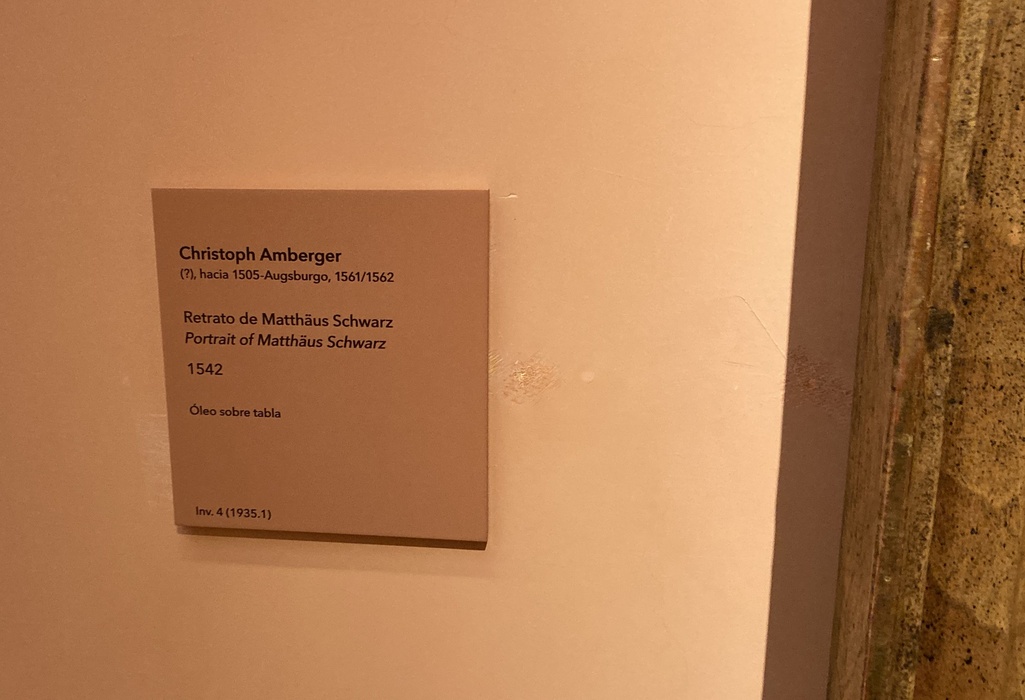 Christoph Amberger
(?), hacia 1505-Augsburgo, 1561/1562
Retrato de Matthäus Schwarz
Portrait of Matthäus Schwarz
1542
Óleo sobre tabla
Inv. 4 (1935.1)